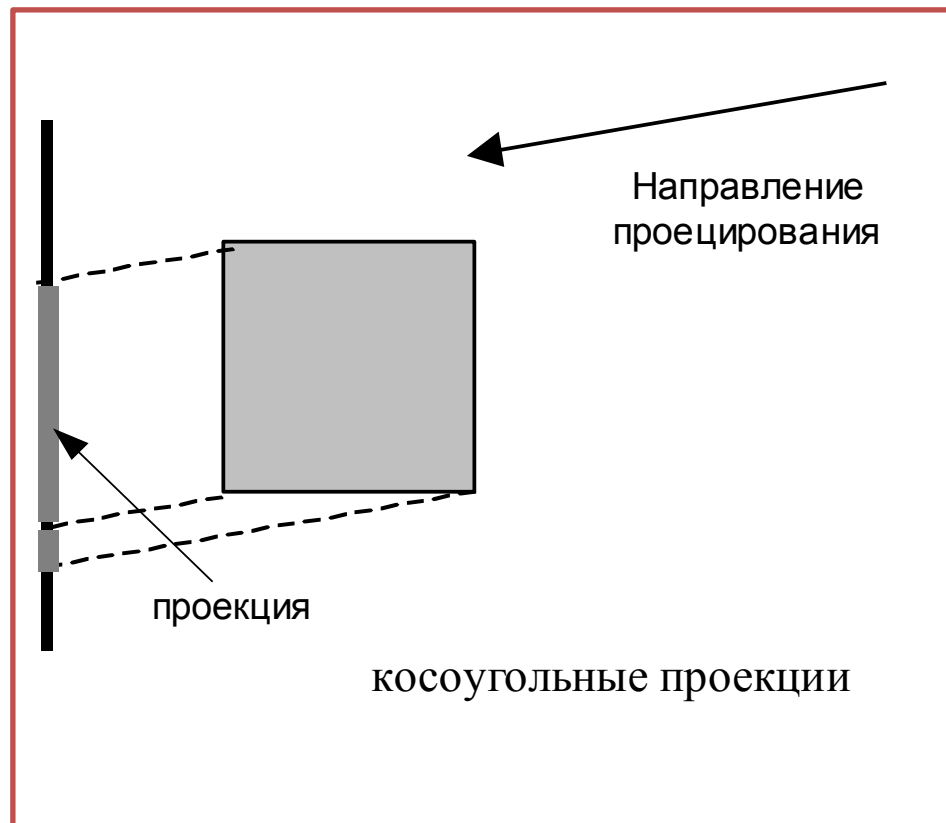 Направление
проецирования
проекция
косоугольные проекции